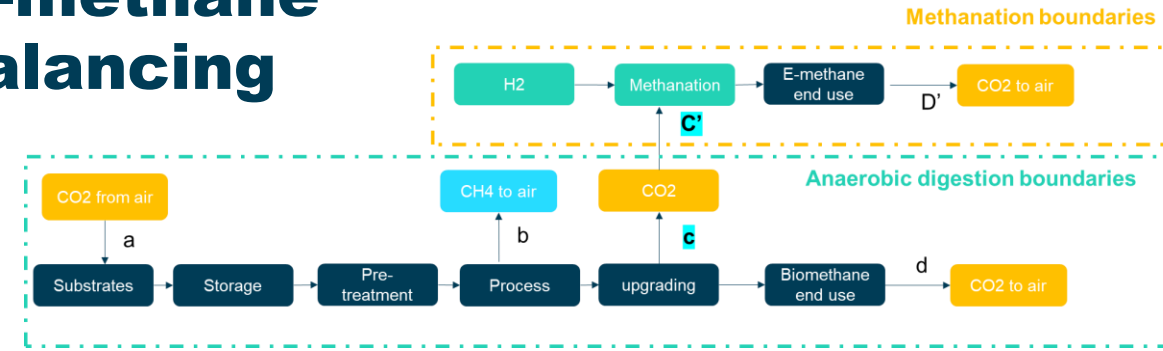 -methane
alancing
Methanation boundaries
H2
Methanation
E-methane
end use
CO2 to air
D’
C’
Anaerobic digestion boundaries
CO2 from air
CH4 to air
CO2
a
b
c
Substrates
Storage
Pre-
treatment
Process
upgrading
Biomethane
end use
d
CO2 to air